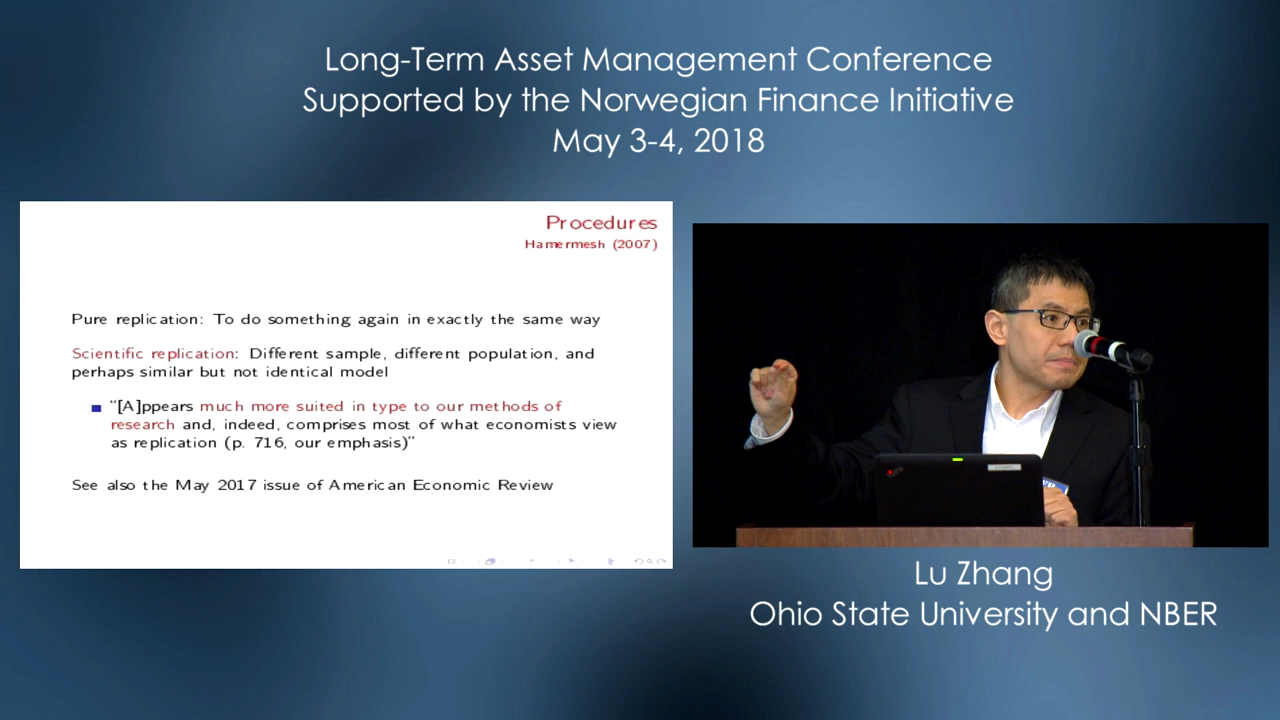 Long-Term Asset Management Conference
Supported by the Norwegian Finance Initiative
May 3-4, 2018
Procedures
Hamermesh (2007)
Pure replication: To do something again in exactly the same way
Scientific replication: Different sample, different population, and
perhaps similar but not identical model
"[A]ppears much more suited in type to our methods of
research and, indeed, comprises most of what economists view
as replication (p. 716, our emphasis)"
See also the May 2017 issue of American Economic Review
Lu Zhang
Ohio State University and NBER